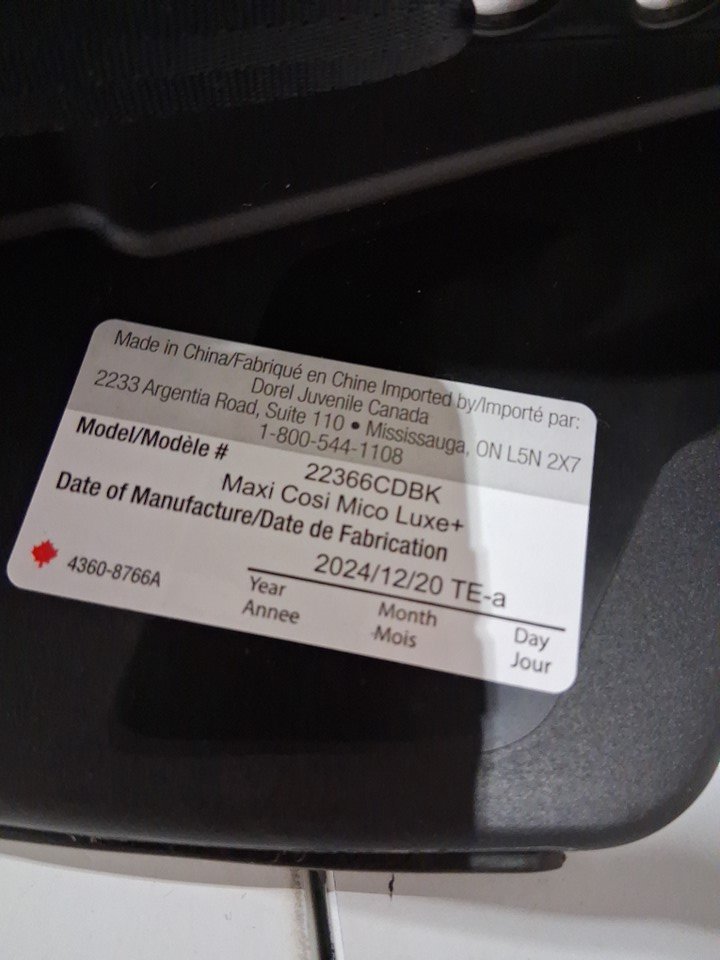 Made in China/Fabriqué en Chine Imported by/Importé par:
Dorel Juvenile Canada
2233 Argentia Road, Suite 110 • Mississauga, ON L5N 2X7
1-800-544-1108
Model/Modèle #
22366CDBK
Maxi Cosi Mico Luxe+
Date of Manufacture/Date de Fabrication
2024/12/20 TE-a
4360-8766A
Year Month Day
Annee Mois Jour